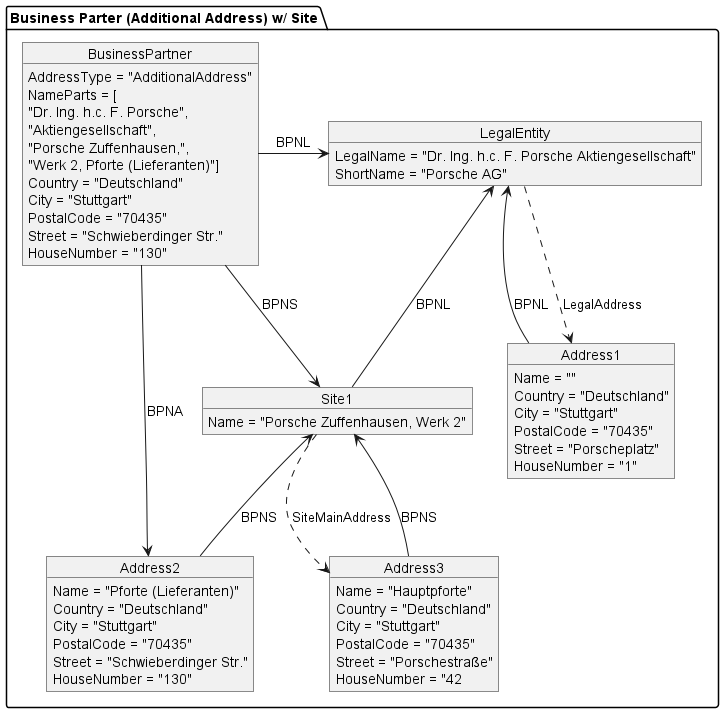 Business Parter (Additional Address) w/ Site
BusinessPartner
AddressType = "AdditionalAddress"
NameParts = [
"Dr. Ing. h.c. F. Porsche",
"Aktiengesellschaft",
"Porsche Zuffenhausen,",
"Werk 2, Pforte (Lieferanten)"]
Country = "Deutschland"
City = "Stuttgart"
PostalCode = "70435"
Street = "Schwieberdinger Str."
HouseNumber = "130"
BPNL
LegalEntity
LegalName = "Dr. Ing. h.c. F. Porsche Aktiengesellschaft"
ShortName = "Porsche AG"
BPNS
BPNL
BPNL
LegalAddress
Address1
Name = ""
Country = "Deutschland"
City = "Stuttgart"
PostalCode = "70435"
Street = "Porscheplatz"
HouseNumber = "1"
BPNA
Site1
Name = "Porsche Zuffenhausen, Werk 2"
BPNS
SiteMainAddress
BPNS
Address2
Name = "Pforte (Lieferanten)"
Country = "Deutschland"
City = "Stuttgart"
PostalCode = "70435"
Street = "Schwieberdinger Str."
HouseNumber = "130"
Address3
Name = "Hauptpforte"
Country = "Deutschland"
City = "Stuttgart"
PostalCode = "70435"
Street = "Porschestraße"
HouseNumber = "42